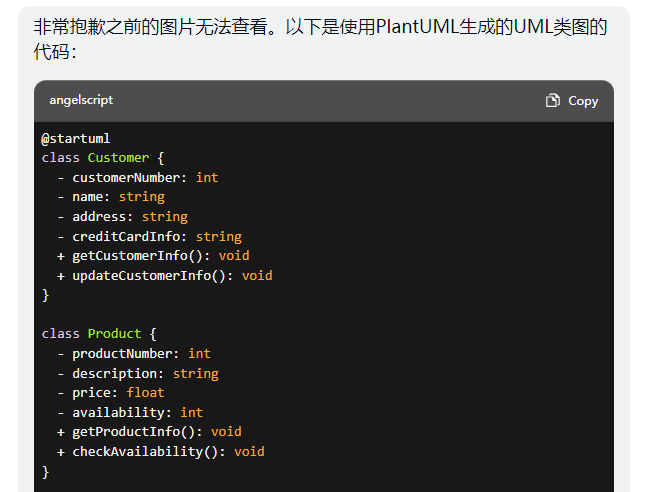 非常抱歉之前的图片无法查看。以下是使用PlantUML生成的UML类图的
代码：
angelscript
Copy
@startuml
class Customer {
  - customerNumber: int
  - name: string
  - address: string
  - creditCardInfo: string
  + getCustomerInfo(): void
  + updateCustomerInfo(): void
}

class Product {
  - productNumber: int
  - description: string
  - price: float
  - availability: int
  + getProductInfo(): void
  + checkAvailability(): void
}